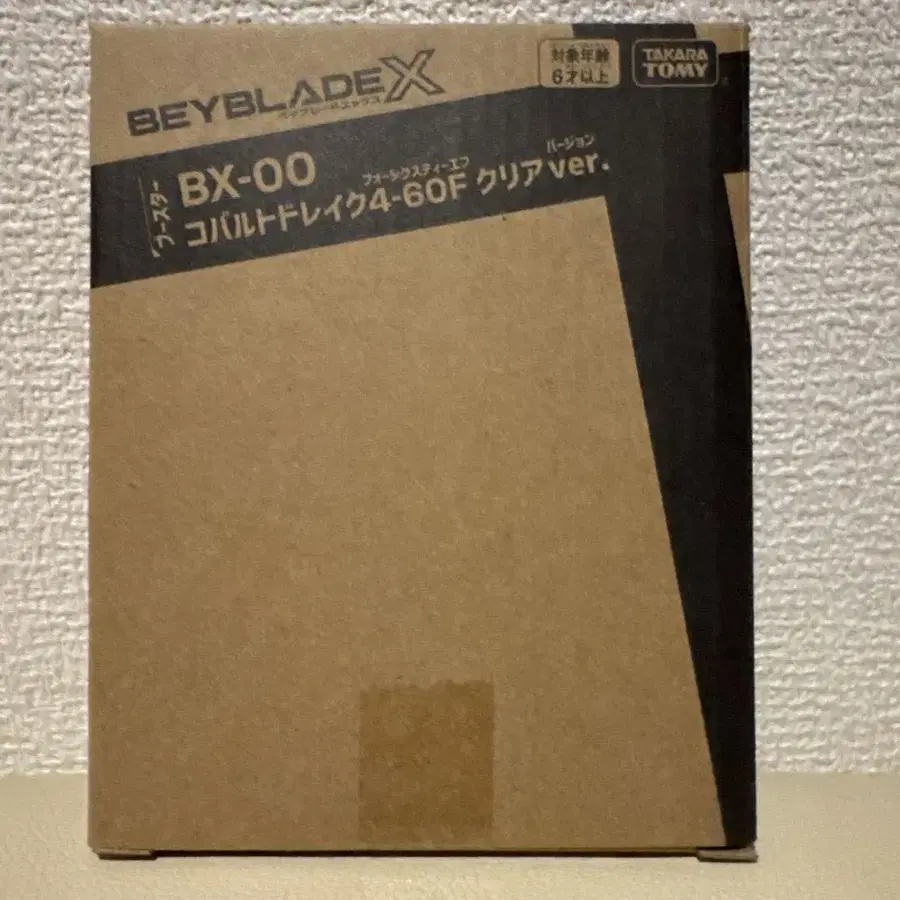 BEYBLADE X
ベイブレードエックス
対象年齢
6才以上
TAKARA
TOMY
ブースター
BX-00
フォーシックスティーエフ
バージョン
コバルトドレイク4-60F クリアver.